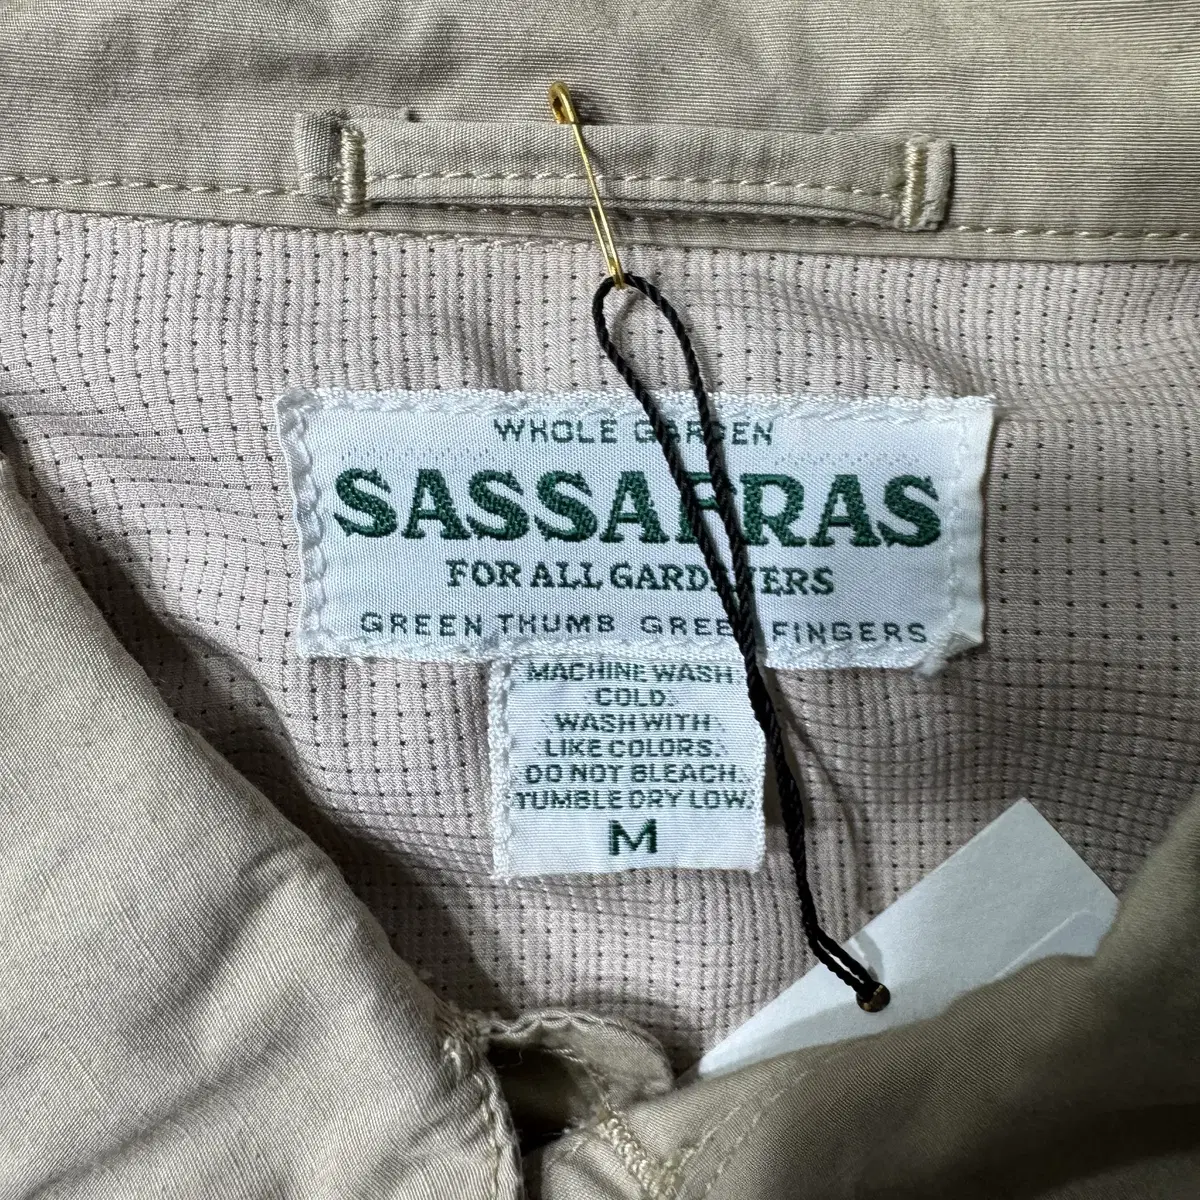 WHOLE GARDEN
SASSAFRAS
FOR ALL GARDENERS
GREEN THUMB GREEN FINGERS
MACHINE WASH
COLD.
WASH WITH
LIKE COLORS.
DO NOT BLEACH.
TUMBLE DRY LOW.
M